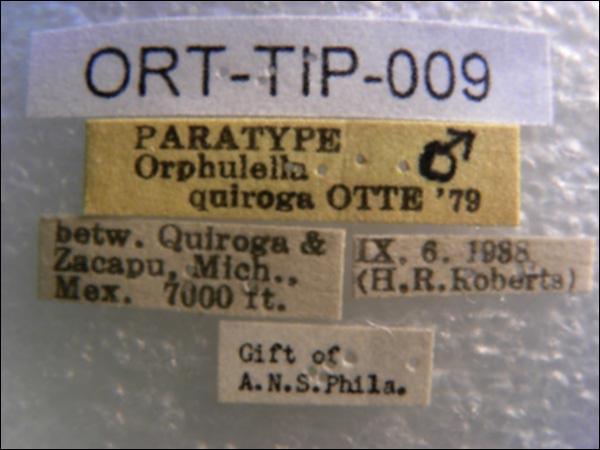 ORT-TIP-009
PARATYPE ♂
Orphulella
quiroga OTTE '79
betw. Quiroga &
Zacapu, Mich.,
Mex. 7000 ft.
IX. 6. 1938
(H.R.Roberts)
Gift of
A.N.S.Phila.